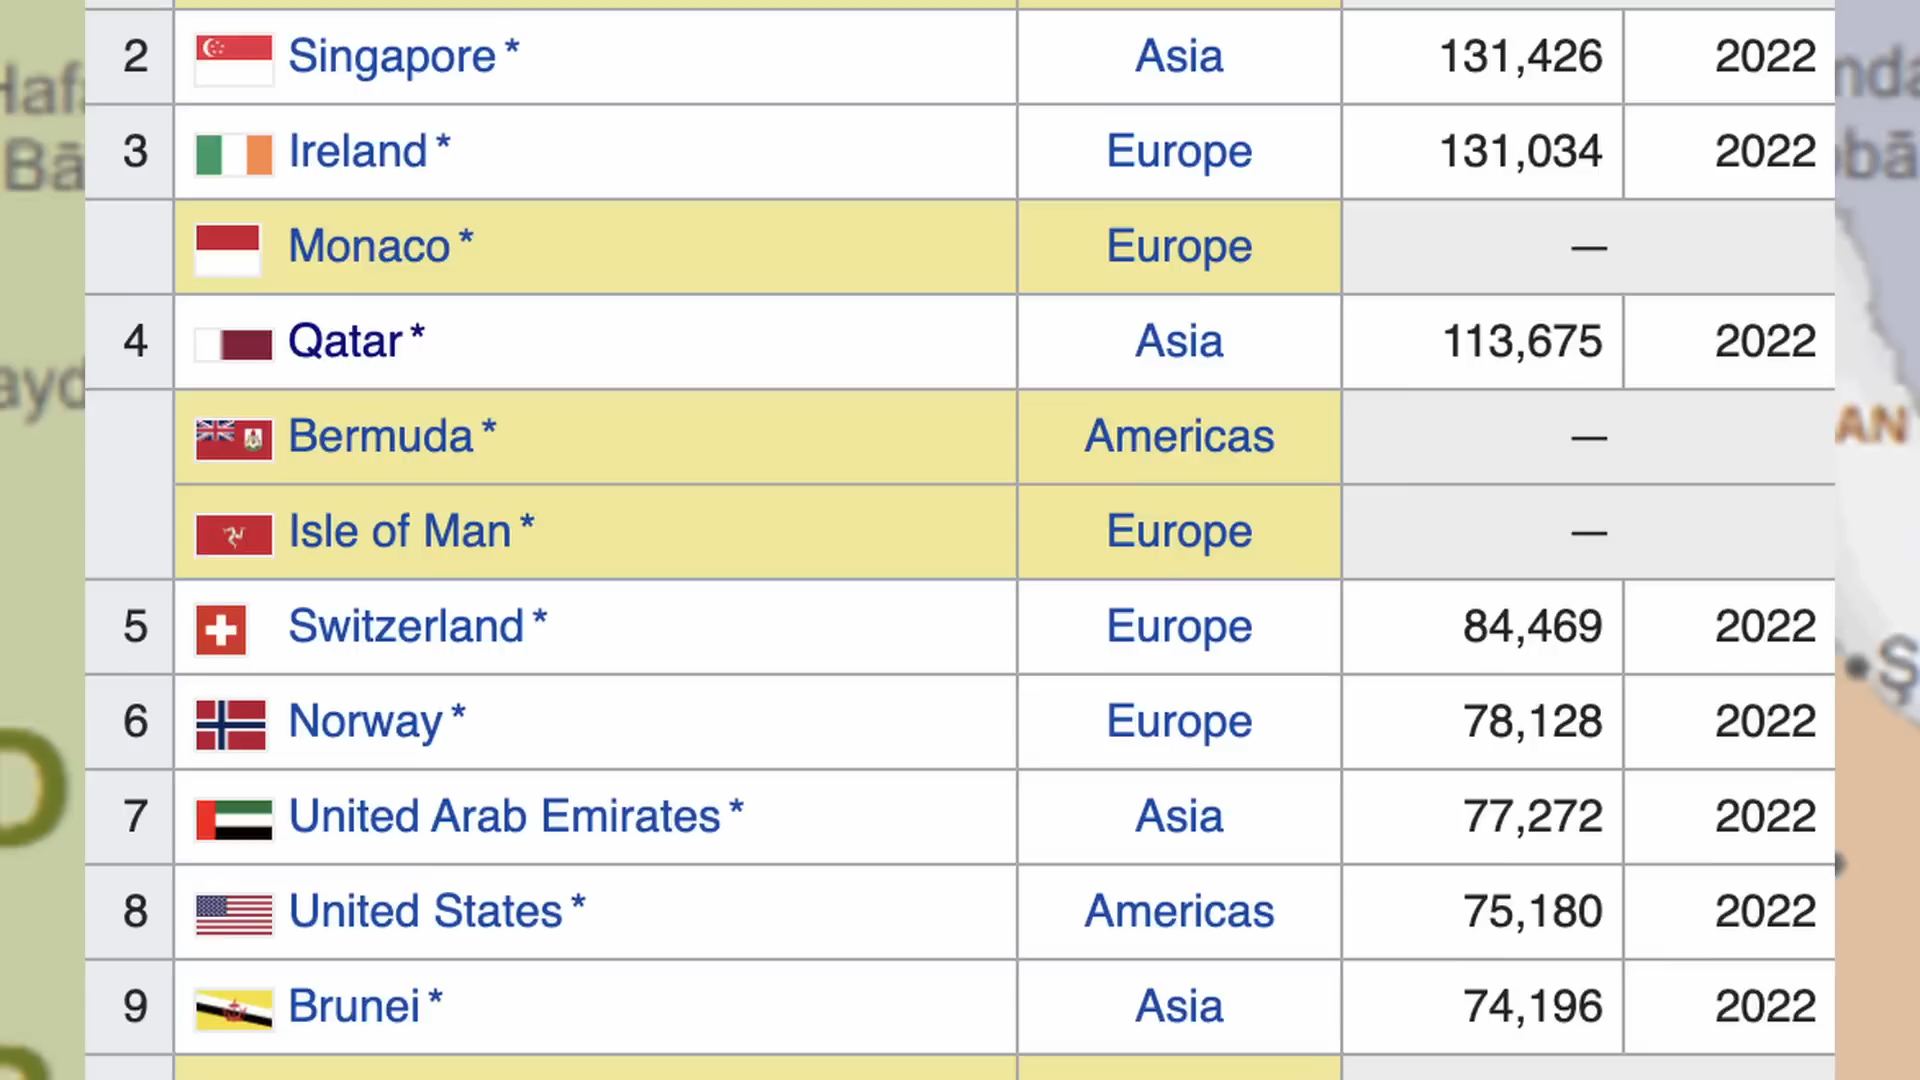 2 Singapore * Asia 131,426 2022
3 Ireland * Europe 131,034 2022
Monaco * Europe —
4 Qatar * Asia 113,675 2022
Bermuda * Americas —
Isle of Man * Europe —
5 Switzerland * Europe 84,469 2022
6 Norway * Europe 78,128 2022
7 United Arab Emirates * Asia 77,272 2022
8 United States * Americas 75,180 2022
9 Brunei * Asia 74,196 2022